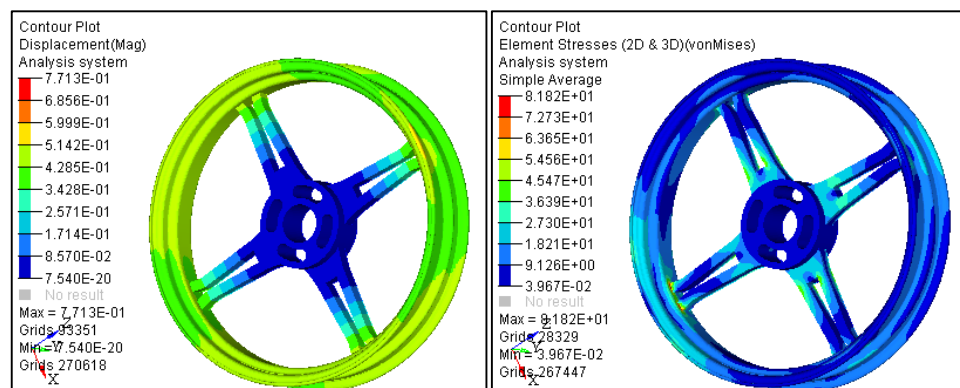 Contour Plot
Displacement(Mag)
Analysis system
7.713E-01
6.856E-01
5.999E-01
5.142E-01
4.285E-01
3.428E-01
2.571E-01
1.714E-01
8.570E-02
7.540E-20
No result
Max = 7.713E-01
Grids 93351
Min = 7.540E-20
Grids 270618
Z
Y
X
Contour Plot
Element Stresses (2D & 3D)(vonMises)
Analysis system
Simple Average
8.182E+01
7.273E+01
6.365E+01
5.456E+01
4.547E+01
3.639E+01
2.730E+01
1.821E+01
9.126E+00
3.967E-02
No result
Max = 8.182E+01
Grids 28329
Min = 3.967E-02
Grids 267447
Z
Y
X